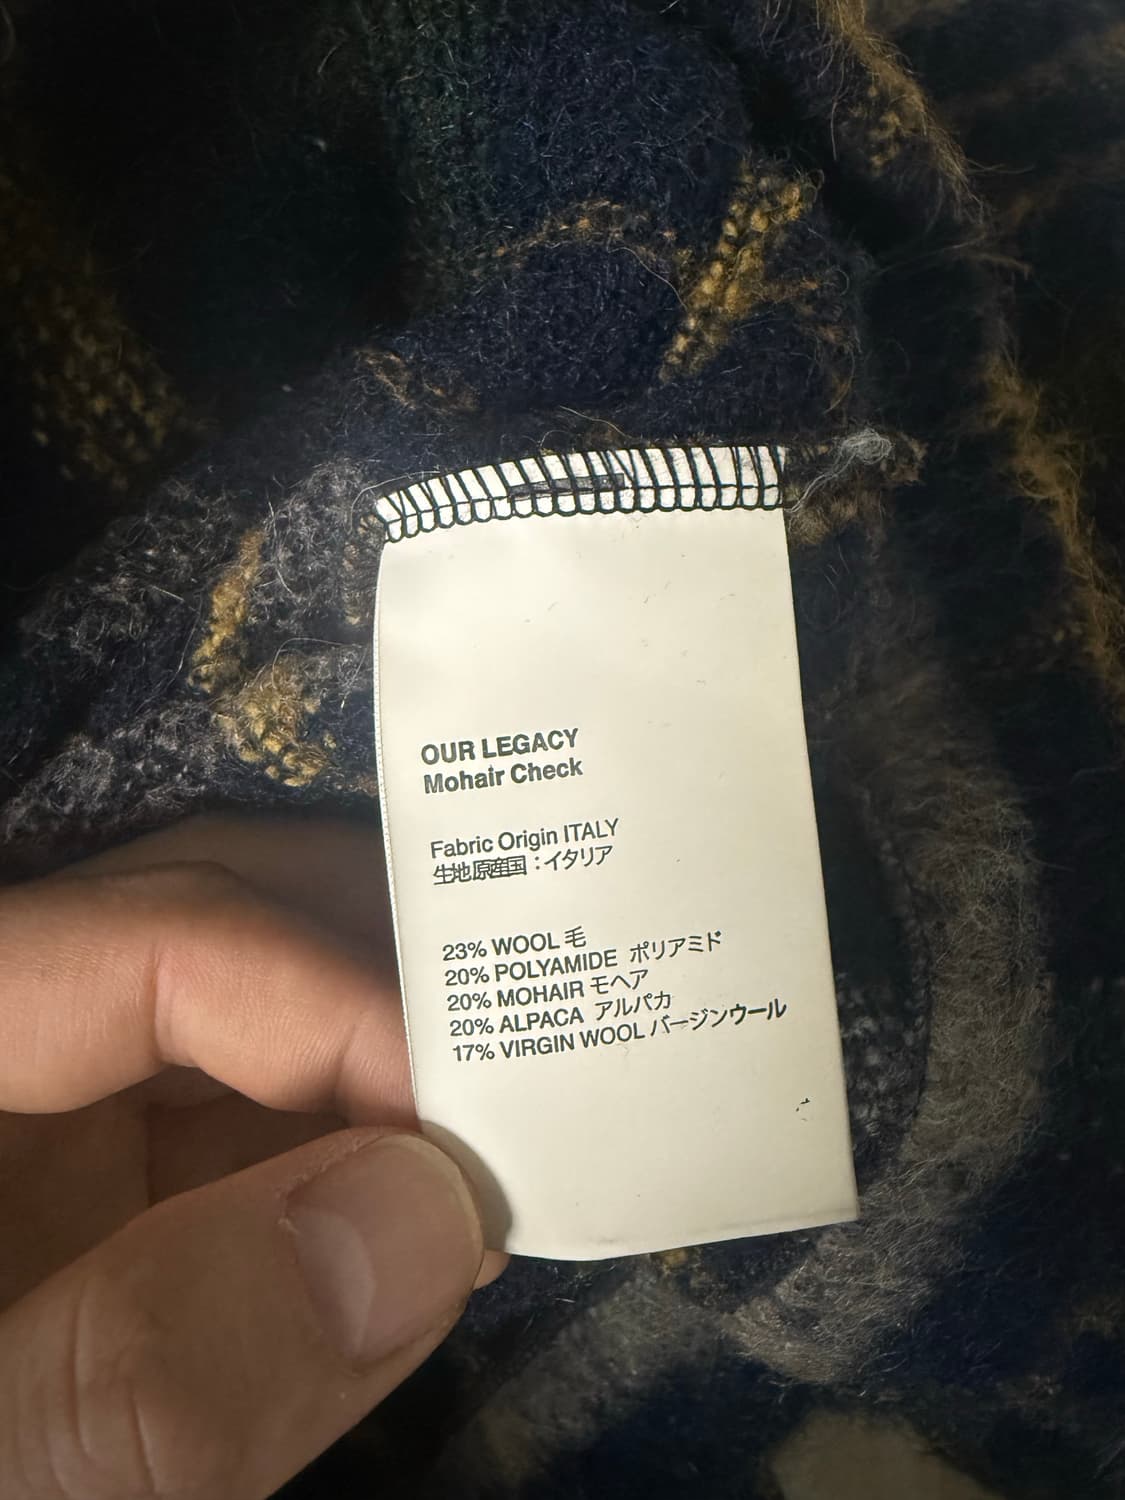 OUR LEGACY
Mohair Check
Fabric Origin ITALY
生地原産国：イタリア
23% WOOL 毛
20% POLYAMIDE ポリアミド
20% MOHAIR モヘア
20% ALPACA アルパカ
17% VIRGIN WOOL バージンウール